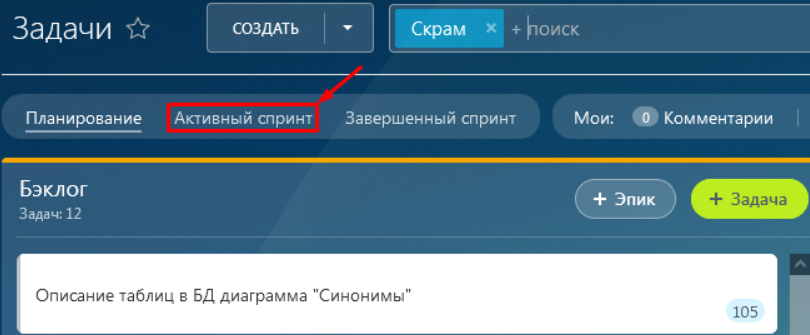 Задачи СОЗДАТЬ Скрам × + поиск
Планирование Активный спринт Завершенный спринт Мои: 0 Комментарии
Бэклог
Задач: 12
+ Эпик + Задача
Описание таблиц в БД диаграмма "Синонимы"
105